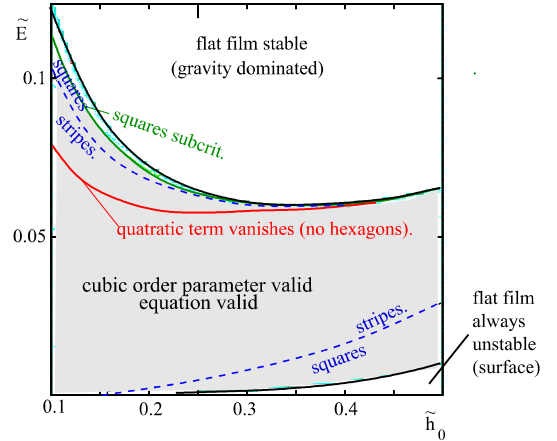 Ẽ
flat film stable
(gravity dominated)
0.1
squares
squares subcrit.
stripes.
quatratic term vanishes (no hexagons).
0.05
cubic order parameter valid
equation valid
flat film
always
unstable
(surface)
stripes.
squares
0.1
0.2
0.3
0.4
h̃₀